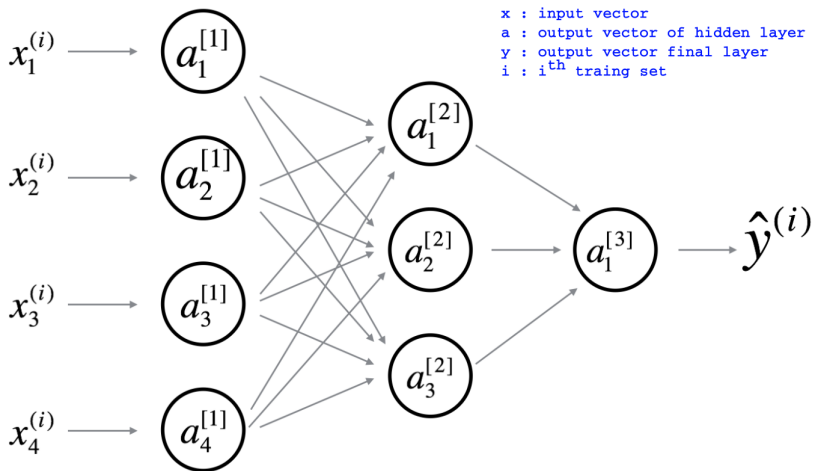 x : input vector
a : output vector of hidden layer
y : output vector final layer
i : iᵗʰ traing set
x₁⁽ⁱ⁾
a₁^[1]
x₂⁽ⁱ⁾
a₂^[1]
x₃⁽ⁱ⁾
a₃^[1]
x₄⁽ⁱ⁾
a₄^[1]
a₁^[2]
a₂^[2]
a₃^[2]
a₁^[3]
ŷ⁽ⁱ⁾